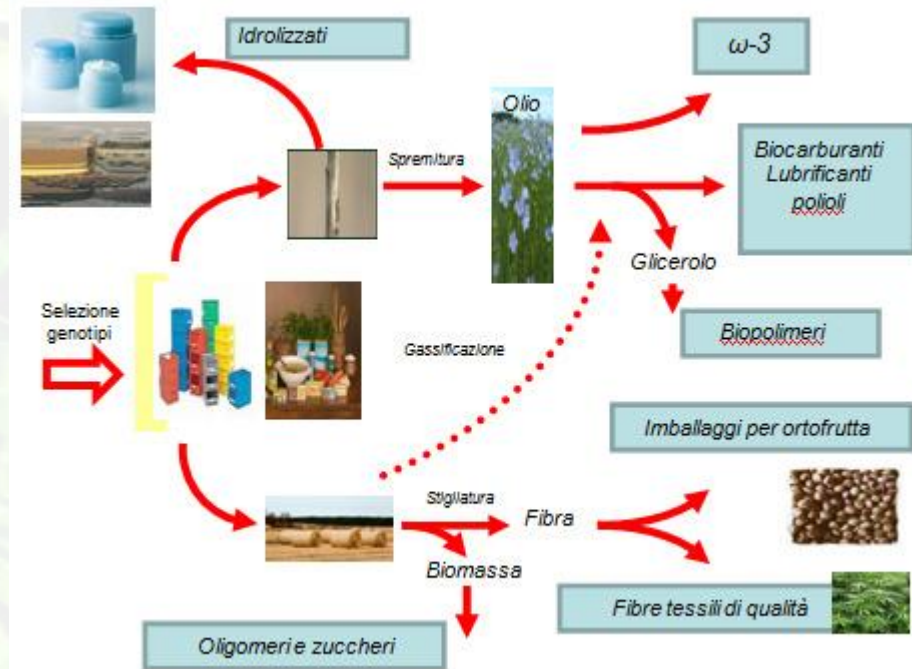 Idrolizzati
ω-3
Olio
Spremitura
Biocarburanti
Lubrificanti
polioli
Glicerolo
Selezione
genotipi
Biopolimeri
Gassificazione
Imballaggi per ortofrutta
Stigliatura
Fibra
Biomassa
Fibre tessili di qualità
Oligomeri e zuccheri